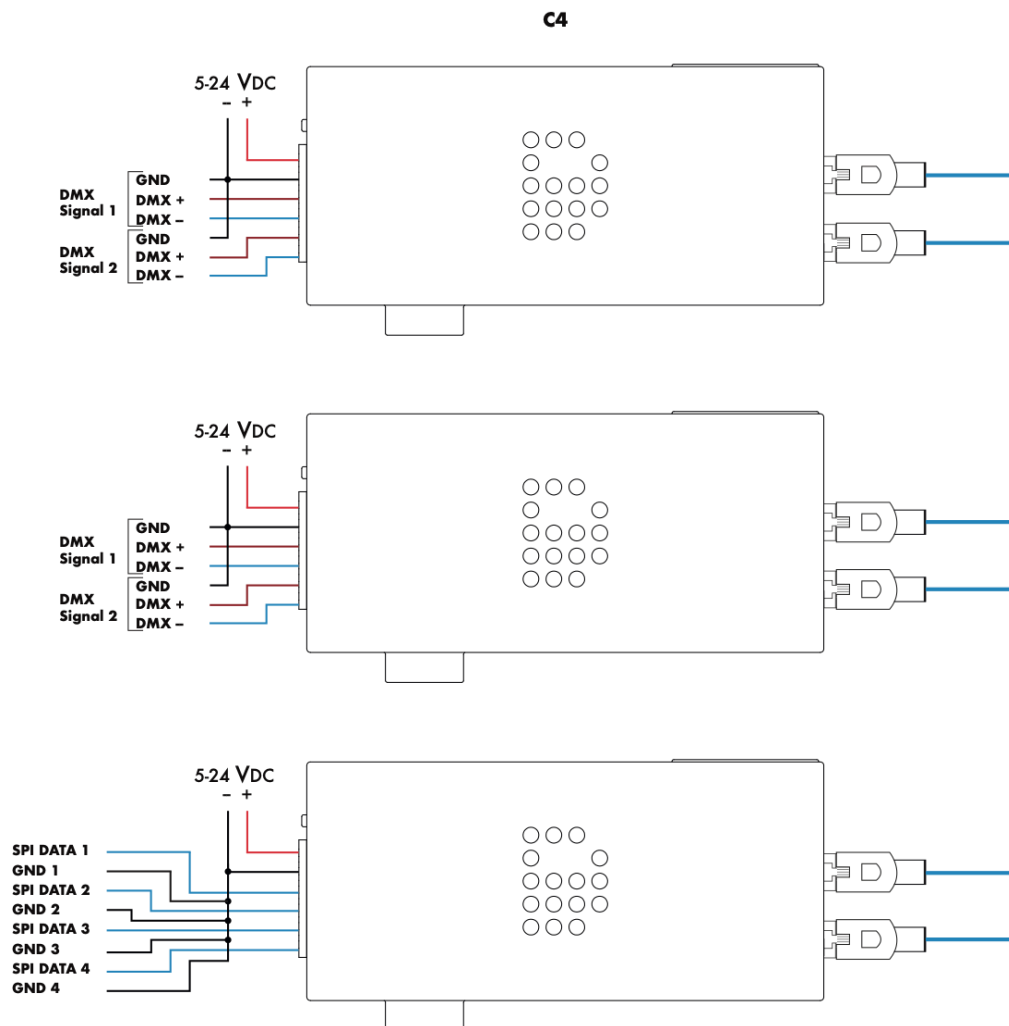 C4
5-24 VDC
– +
GND
DMX +
DMX –
DMX
Signal 1
GND
DMX +
DMX –
DMX
Signal 2
5-24 VDC
– +
GND
DMX +
DMX –
DMX
Signal 1
GND
DMX +
DMX –
DMX
Signal 2
5-24 VDC
– +
SPI DATA 1
GND 1
SPI DATA 2
GND 2
SPI DATA 3
GND 3
SPI DATA 4
GND 4